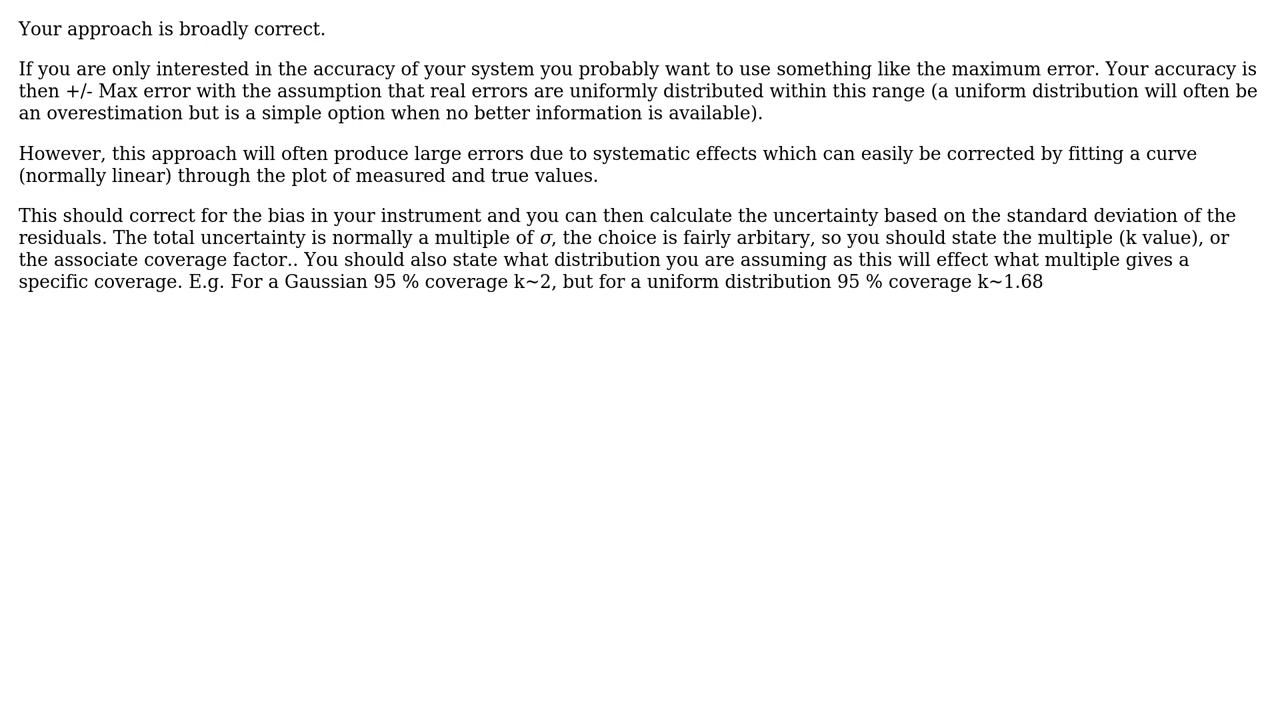 Your approach is broadly correct.
If you are only interested in the accuracy of your system you probably want to use something like the maximum error. Your accuracy is
then +/- Max error with the assumption that real errors are uniformly distributed within this range (a uniform distribution will often be
an overestimation but is a simple option when no better information is available).
However, this approach will often produce large errors due to systematic effects which can easily be corrected by fitting a curve
(normally linear) through the plot of measured and true values.
This should correct for the bias in your instrument and you can then calculate the uncertainty based on the standard deviation of the
residuals. The total uncertainty is normally a multiple of σ, the choice is fairly arbitary, so you should state the multiple (k value), or
the associate coverage factor.. You should also state what distribution you are assuming as this will effect what multiple gives a
specific coverage. E.g. For a Gaussian 95 % coverage k~2, but for a uniform distribution 95 % coverage k~1.68